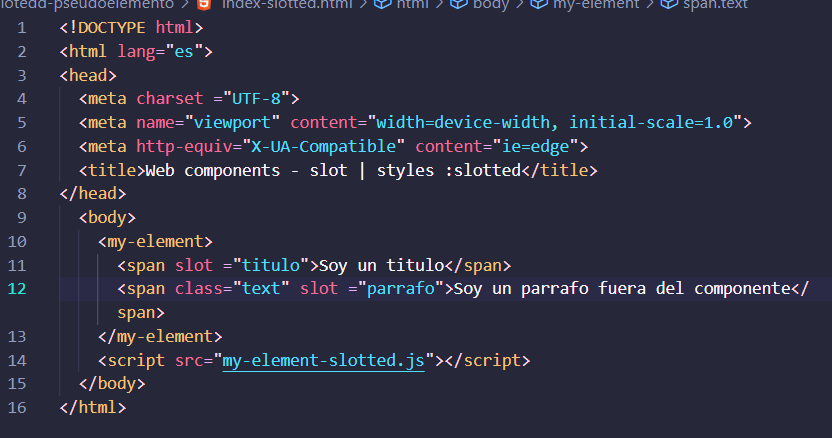 lotedd-pseudoelemento > index-slotted.html > html > body > my-element > span.text
1 <!DOCTYPE html>
2 <html lang="es">
3 <head>
4 <meta charset ="UTF-8">
5 <meta name="viewport" content="width=device-width, initial-scale=1.0">
6 <meta http-equiv="X-UA-Compatible" content="ie=edge">
7 <title>Web components - slot | styles :slotted</title>
8 </head>
9 <body>
10 <my-element>
11 <span slot ="titulo">Soy un titulo</span>
12 <span class="text" slot ="parrafo">Soy un parrafo fuera del componente</
span>
13 </my-element>
14 <script src="my-element-slotted.js"></script>
15 </body>
16 </html>